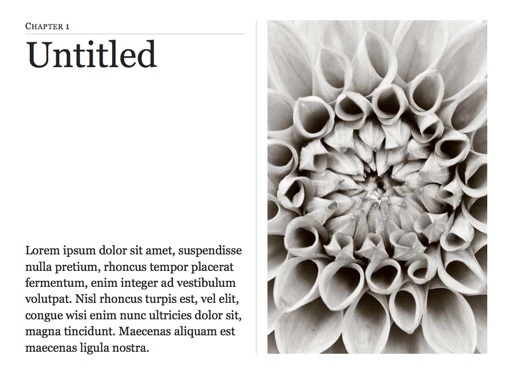 Chapter 1
Untitled
Lorem ipsum dolor sit amet, suspendisse
nulla pretium, rhoncus tempor placerat
fermentum, enim integer ad vestibulum
volutpat. Nisl rhoncus turpis est, vel elit,
congue wisi enim nunc ultricies dolor sit,
magna tincidunt. Maecenas aliquam est
maecenas ligula nostra.